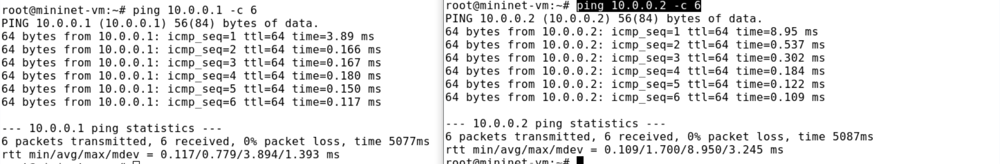 root@mininet-vm:~# ping 10.0.0.1 -c 6
PING 10.0.0.1 (10.0.0.1) 56(84) bytes of data.
64 bytes from 10.0.0.1: icmp_seq=1 ttl=64 time=3.89 ms
64 bytes from 10.0.0.1: icmp_seq=2 ttl=64 time=0.166 ms
64 bytes from 10.0.0.1: icmp_seq=3 ttl=64 time=0.167 ms
64 bytes from 10.0.0.1: icmp_seq=4 ttl=64 time=0.180 ms
64 bytes from 10.0.0.1: icmp_seq=5 ttl=64 time=0.150 ms
64 bytes from 10.0.0.1: icmp_seq=6 ttl=64 time=0.117 ms
--- 10.0.0.1 ping statistics ---
6 packets transmitted, 6 received, 0% packet loss, time 5077ms
rtt min/avg/max/mdev = 0.117/0.779/3.894/1.393 ms
root@mininet-vm:~# ping 10.0.0.2 -c 6
PING 10.0.0.2 (10.0.0.2) 56(84) bytes of data.
64 bytes from 10.0.0.2: icmp_seq=1 ttl=64 time=8.95 ms
64 bytes from 10.0.0.2: icmp_seq=2 ttl=64 time=0.537 ms
64 bytes from 10.0.0.2: icmp_seq=3 ttl=64 time=0.302 ms
64 bytes from 10.0.0.2: icmp_seq=4 ttl=64 time=0.184 ms
64 bytes from 10.0.0.2: icmp_seq=5 ttl=64 time=0.122 ms
64 bytes from 10.0.0.2: icmp_seq=6 ttl=64 time=0.109 ms
--- 10.0.0.2 ping statistics ---
6 packets transmitted, 6 received, 0% packet loss, time 5087ms
rtt min/avg/max/mdev = 0.109/1.700/8.950/3.245 ms
root@mininet-vm:~#